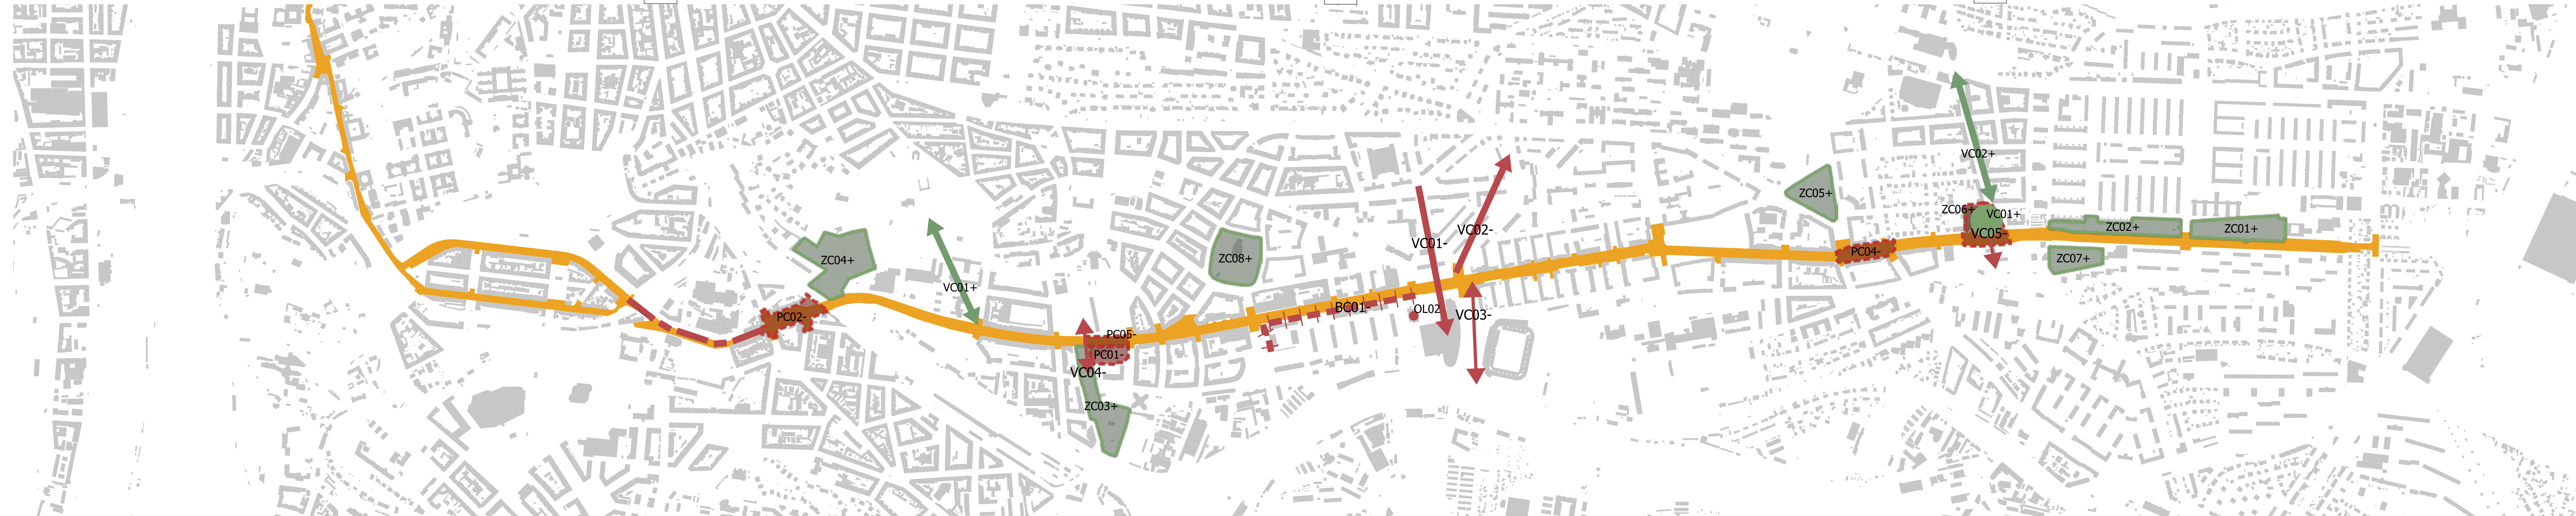 ZC04+
PC02-
VC01+
PC05-
PC01-
VC04-
ZC03+
ZC08+
BC01-
OL02
VC01-
VC02-
VC03-
ZC05+
PC04-
VC02+
ZC06+
VC01+
VC05-
ZC02+
ZC01+
ZC07+